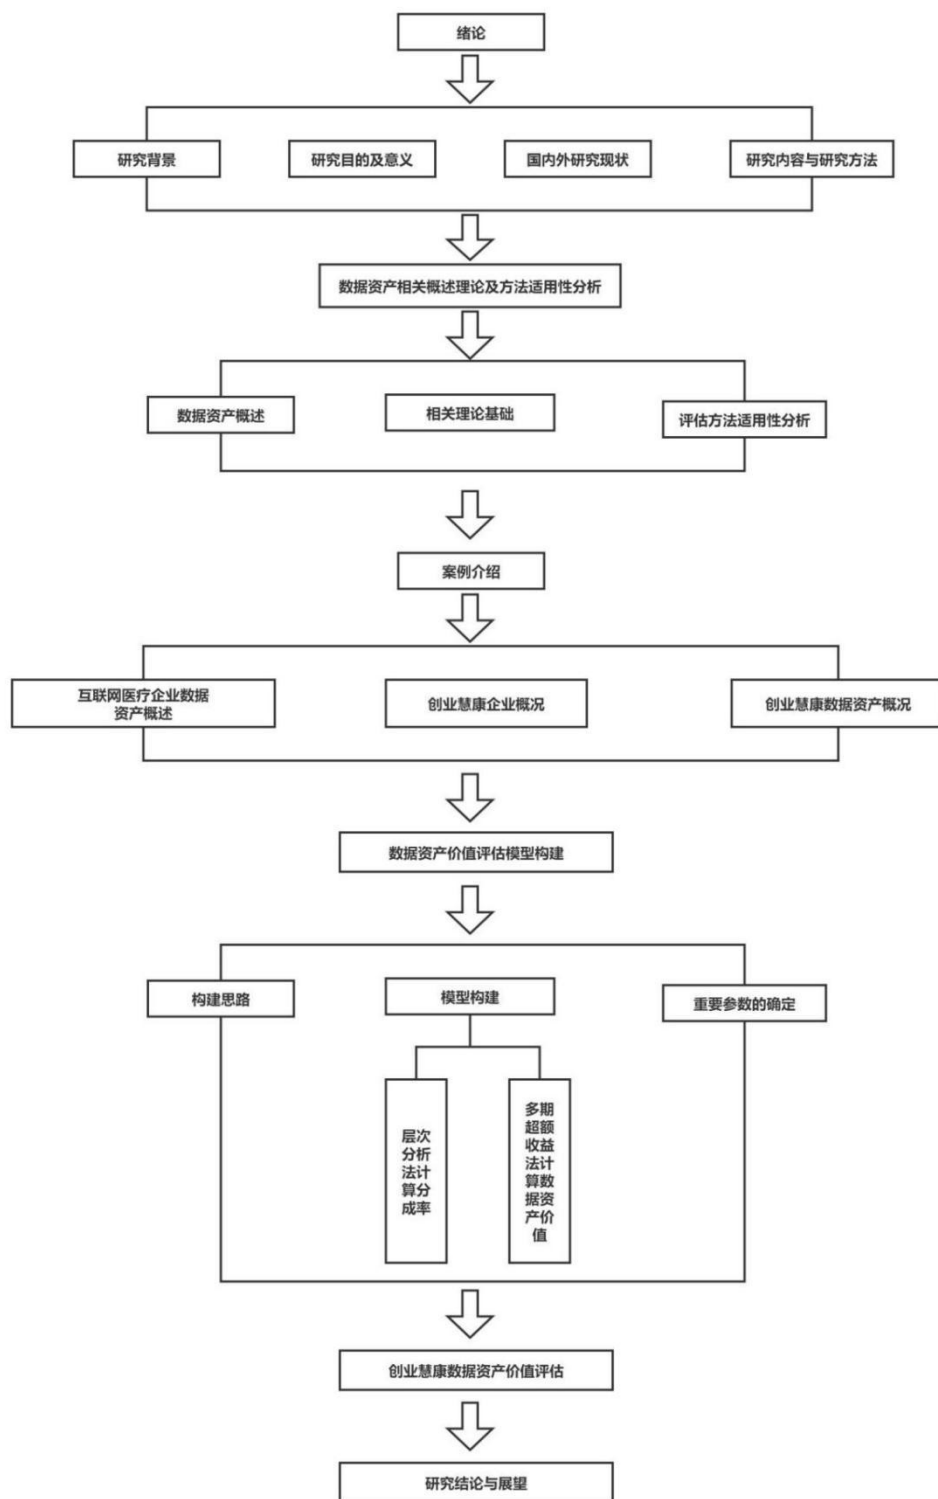 绪论
研究背景
研究目的及意义
国内外研究现状
研究内容与研究方法
数据资产相关概述理论及方法适用性分析
数据资产概述
相关理论基础
评估方法适用性分析
案例介绍
互联网医疗企业数据
资产概述
创业慧康企业概况
创业慧康数据资产概况
数据资产价值评估模型构建
构建思路
模型构建
重要参数的确定
层次
分析
法计
算分
成率
多期
超额
收益
法计
算数
据资
产价
值
创业慧康数据资产价值评估
研究结论与展望